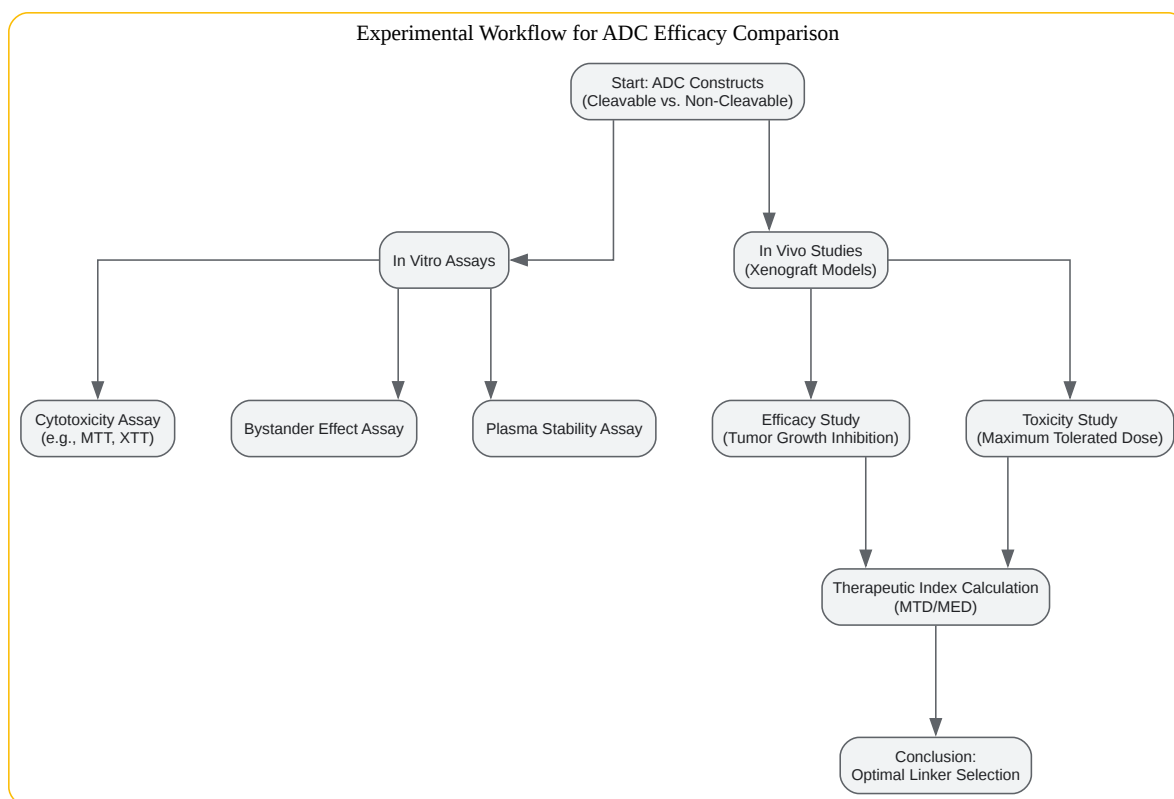 Experimental Workflow for ADC Efficacy Comparison
Start: ADC Constructs
(Cleavable vs. Non-Cleavable)
In Vitro Assays
In Vivo Studies
(Xenograft Models)
Cytotoxicity Assay
(e.g., MTT, XTT)
Bystander Effect Assay
Plasma Stability Assay
Efficacy Study
(Tumor Growth Inhibition)
Toxicity Study
(Maximum Tolerated Dose)
Therapeutic Index Calculation
(MTD/MED)
Conclusion:
Optimal Linker Selection